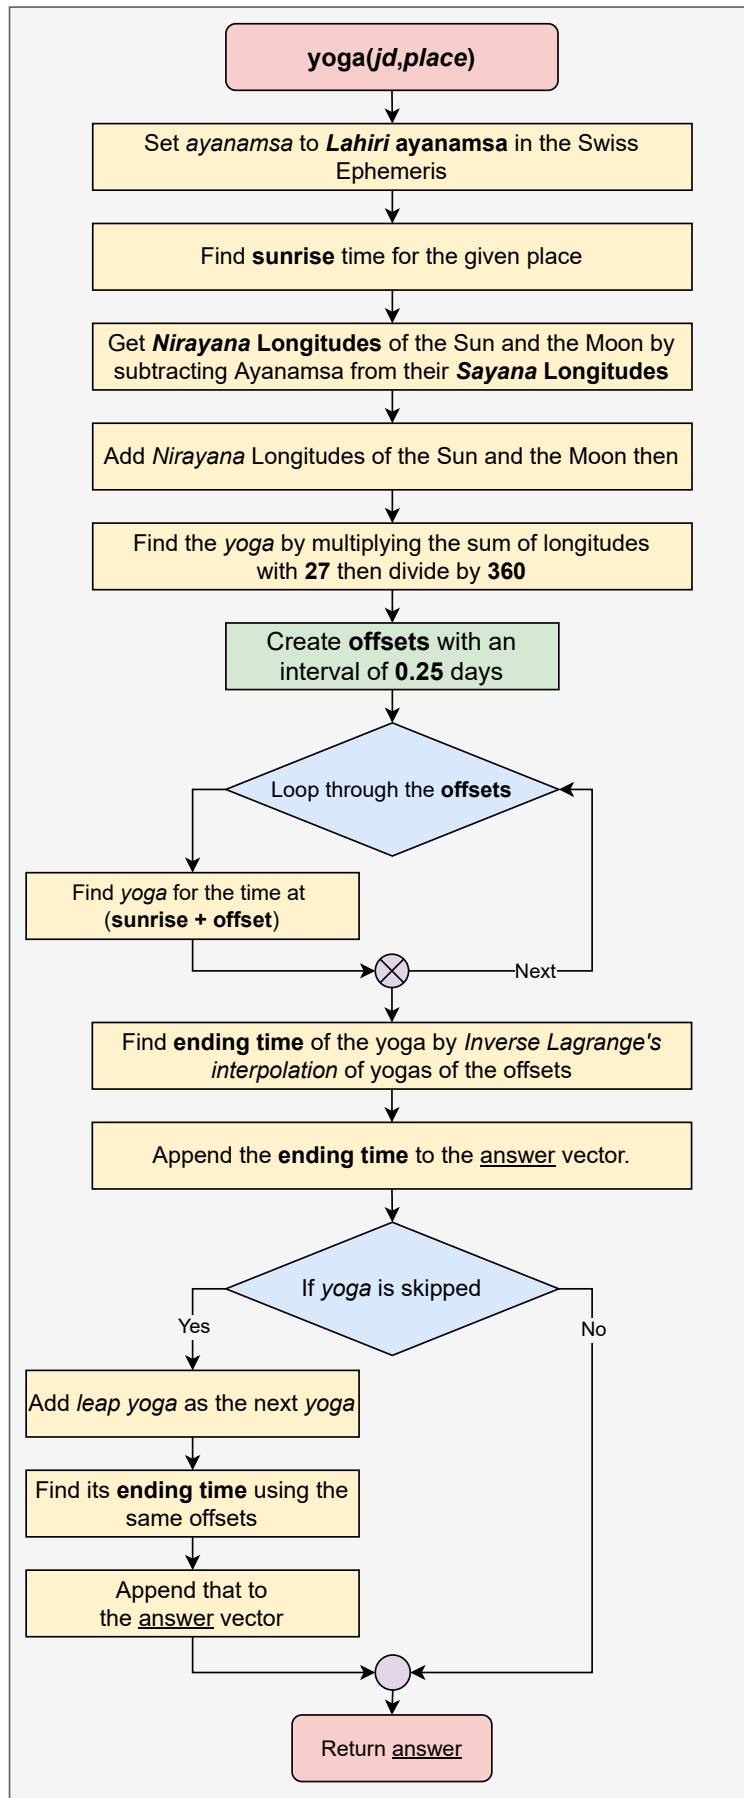 yoga(jd,place)
Set ayanamsa to Lahiri ayanamsa in the Swiss
Ephemeris
Find sunrise time for the given place
Get Nirayana Longitudes of the Sun and the Moon by
subtracting Ayanamsa from their Sayana Longitudes
Add Nirayana Longitudes of the Sun and the Moon then
Find the yoga by multiplying the sum of longitudes
with 27 then divide by 360
Create offsets with an
interval of 0.25 days
Loop through the offsets
Find yoga for the time at
(sunrise + offset)
Next
Find ending time of the yoga by Inverse Lagrange's
interpolation of yogas of the offsets
Append the ending time to the answer vector.
If yoga is skipped
Yes
No
Add leap yoga as the next yoga
Find its ending time using the
same offsets
Append that to
the answer vector
Return answer